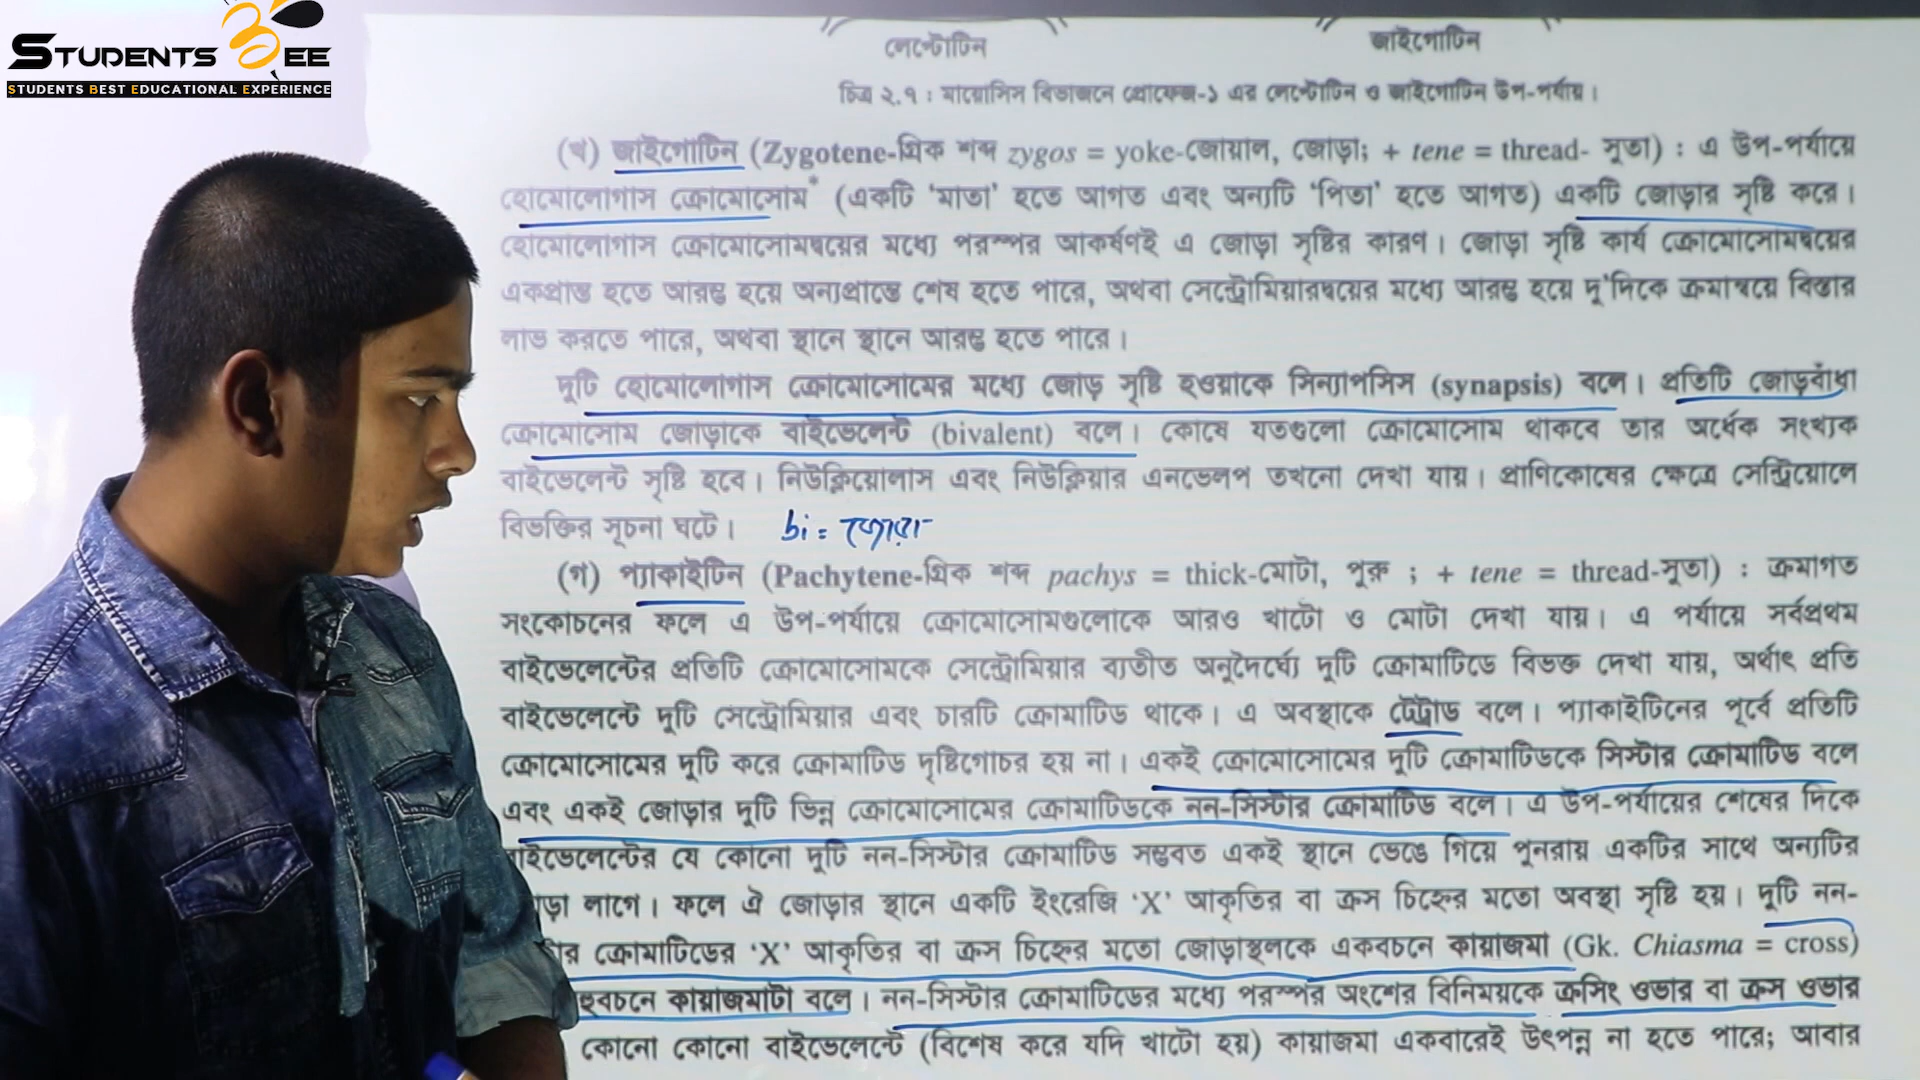 STUDENTS BEE
STUDENTS BEST EDUCATIONAL EXPERIENCE
লেপ্টোটিন
জাইগোটিন
চিত্র ২.৭ : মায়োসিস বিভাজনে প্রোফেজ-১ এর লেপ্টোটিন ও জাইগোটিন উপ-পর্যায়।
(খ) জাইগোটিন (Zygotene-গ্রিক শব্দ zygos = yoke-জোয়াল, জোড়া; + tene = thread- সুতা) : এ উপ-পর্যায়ে
হোমোলোগাস ক্রোমোসোম* (একটি ‘মাতা’ হতে আগত এবং অন্যটি ‘পিতা’ হতে আগত) একটি জোড়ার সৃষ্টি করে।
হোমোলোগাস ক্রোমোসোমদ্বয়ের মধ্যে পরস্পর আকর্ষণই এ জোড়া সৃষ্টির কারণ। জোড়া সৃষ্টি কার্য ক্রোমোসোমদ্বয়ের
একপ্রান্ত হতে আরম্ভ হয়ে অন্যপ্রান্তে শেষ হতে পারে, অথবা সেন্ট্রোমিয়ারদ্বয়ের মধ্যে আরম্ভ হয়ে দু'দিকে ক্রমান্বয়ে বিস্তার
লাভ করতে পারে, অথবা স্থানে স্থানে আরম্ভ হতে পারে।
দুটি হোমোলোগাস ক্রোমোসোমের মধ্যে জোড় সৃষ্টি হওয়াকে সিন্যাপসিস (synapsis) বলে। প্রতিটি জোড়বাঁধা
ক্রোমোসোম জোড়াকে বাইভেলেন্ট (bivalent) বলে। কোষে যতগুলো ক্রোমোসোম থাকবে তার অর্ধেক সংখ্যক
বাইভেলেন্ট সৃষ্টি হবে। নিউক্লিয়োলাস এবং নিউক্লিয়ার এনভেলপ তখনো দেখা যায়। প্রাণিকোষের ক্ষেত্রে সেন্ট্রিয়োলে
বিভক্তির সূচনা ঘটে। bi = জোরা
(গ) প্যাকাইটিন (Pachytene-গ্রিক শব্দ pachys = thick-মোটা, পুরু ; + tene = thread-সুতা) : ক্রমাগত
সংকোচনের ফলে এ উপ-পর্যায়ে ক্রোমোসোমগুলোকে আরও খাটো ও মোটা দেখা যায়। এ পর্যায়ে সর্বপ্রথম
বাইভেলেন্টের প্রতিটি ক্রোমোসোমকে সেন্ট্রোমিয়ার ব্যতীত অনুদৈর্ঘ্যে দুটি ক্রোমাটিডে বিভক্ত দেখা যায়, অর্থাৎ প্রতি
বাইভেলেন্টে দুটি সেন্ট্রোমিয়ার এবং চারটি ক্রোমাটিড থাকে। এ অবস্থাকে টেট্রাড বলে। প্যাকাইটিনের পূর্বে প্রতিটি
ক্রোমোসোমের দুটি করে ক্রোমাটিড দৃষ্টিগোচর হয় না। একই ক্রোমোসোমের দুটি ক্রোমাটিডকে সিস্টার ক্রোমাটিড বলে
এবং একই জোড়ার দুটি ভিন্ন ক্রোমোসোমের ক্রোমাটিডকে নন-সিস্টার ক্রোমাটিড বলে। এ উপ-পর্যায়ের শেষের দিকে
বাইভেলেন্টের যে কোনো দুটি নন-সিস্টার ক্রোমাটিড সম্ভবত একই স্থানে ভেঙে গিয়ে পুনরায় একটির সাথে অন্যটির
ড়া লাগে। ফলে ঐ জোড়ার স্থানে একটি ইংরেজি ‘X’ আকৃতির বা ক্রস চিহ্নের মতো অবস্থা সৃষ্টি হয়। দুটি নন-
র ক্রোমাটিডের ‘X’ আকৃতির বা ক্রস চিহ্নের মতো জোড়াস্থলকে একবচনে কায়াজমা (Gk. Chiasma = cross)
হুবচনে কায়াজমাটা বলে। নন-সিস্টার ক্রোমাটিডের মধ্যে পরস্পর অংশের বিনিময়কে ক্রসিং ওভার বা ক্রস ওভার
কোনো কোনো বাইভেলেন্টে (বিশেষ করে যদি খাটো হয়) কায়াজমা একবারেই উৎপন্ন না হতে পারে; আবার